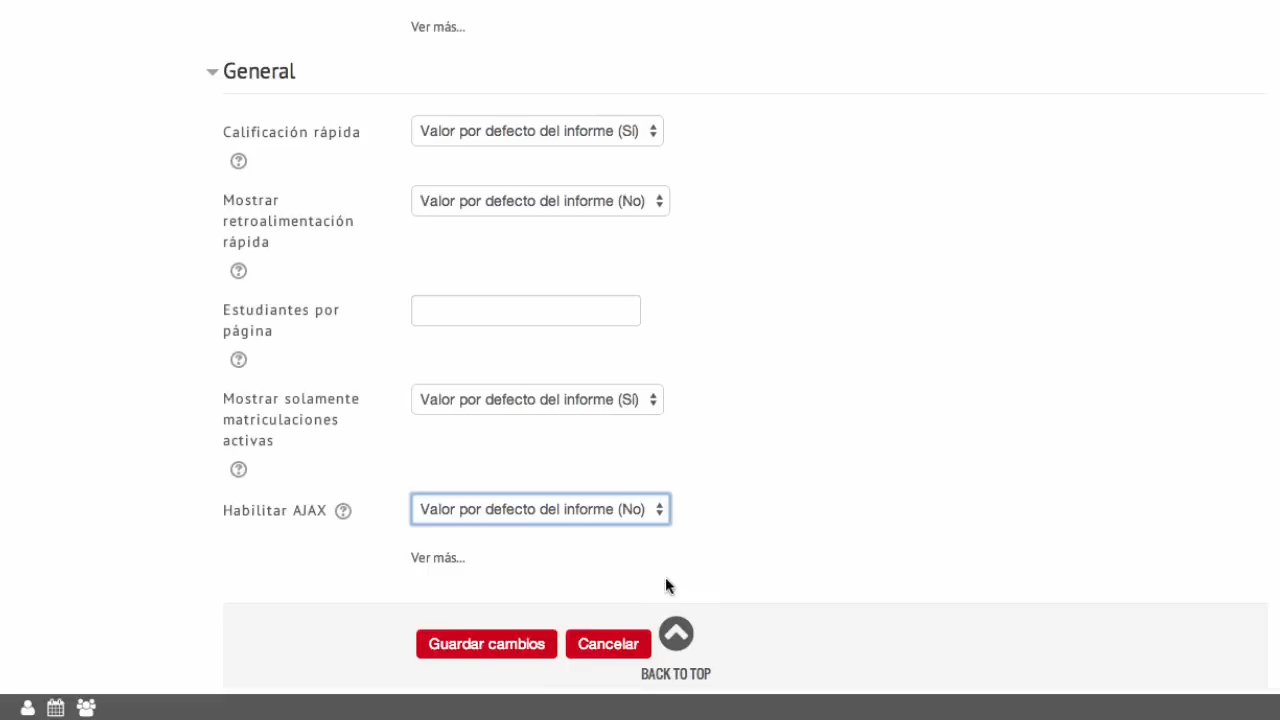 Ver más...
General
Calificación rápida
Valor por defecto del informe (Sí)
Mostrar
retroalimentación
rápida
Valor por defecto del informe (No)
Estudiantes por
página
Mostrar solamente
matriculaciones
activas
Valor por defecto del informe (Sí)
Habilitar AJAX
Valor por defecto del informe (No)
Ver más...
Guardar cambios
Cancelar
BACK TO TOP